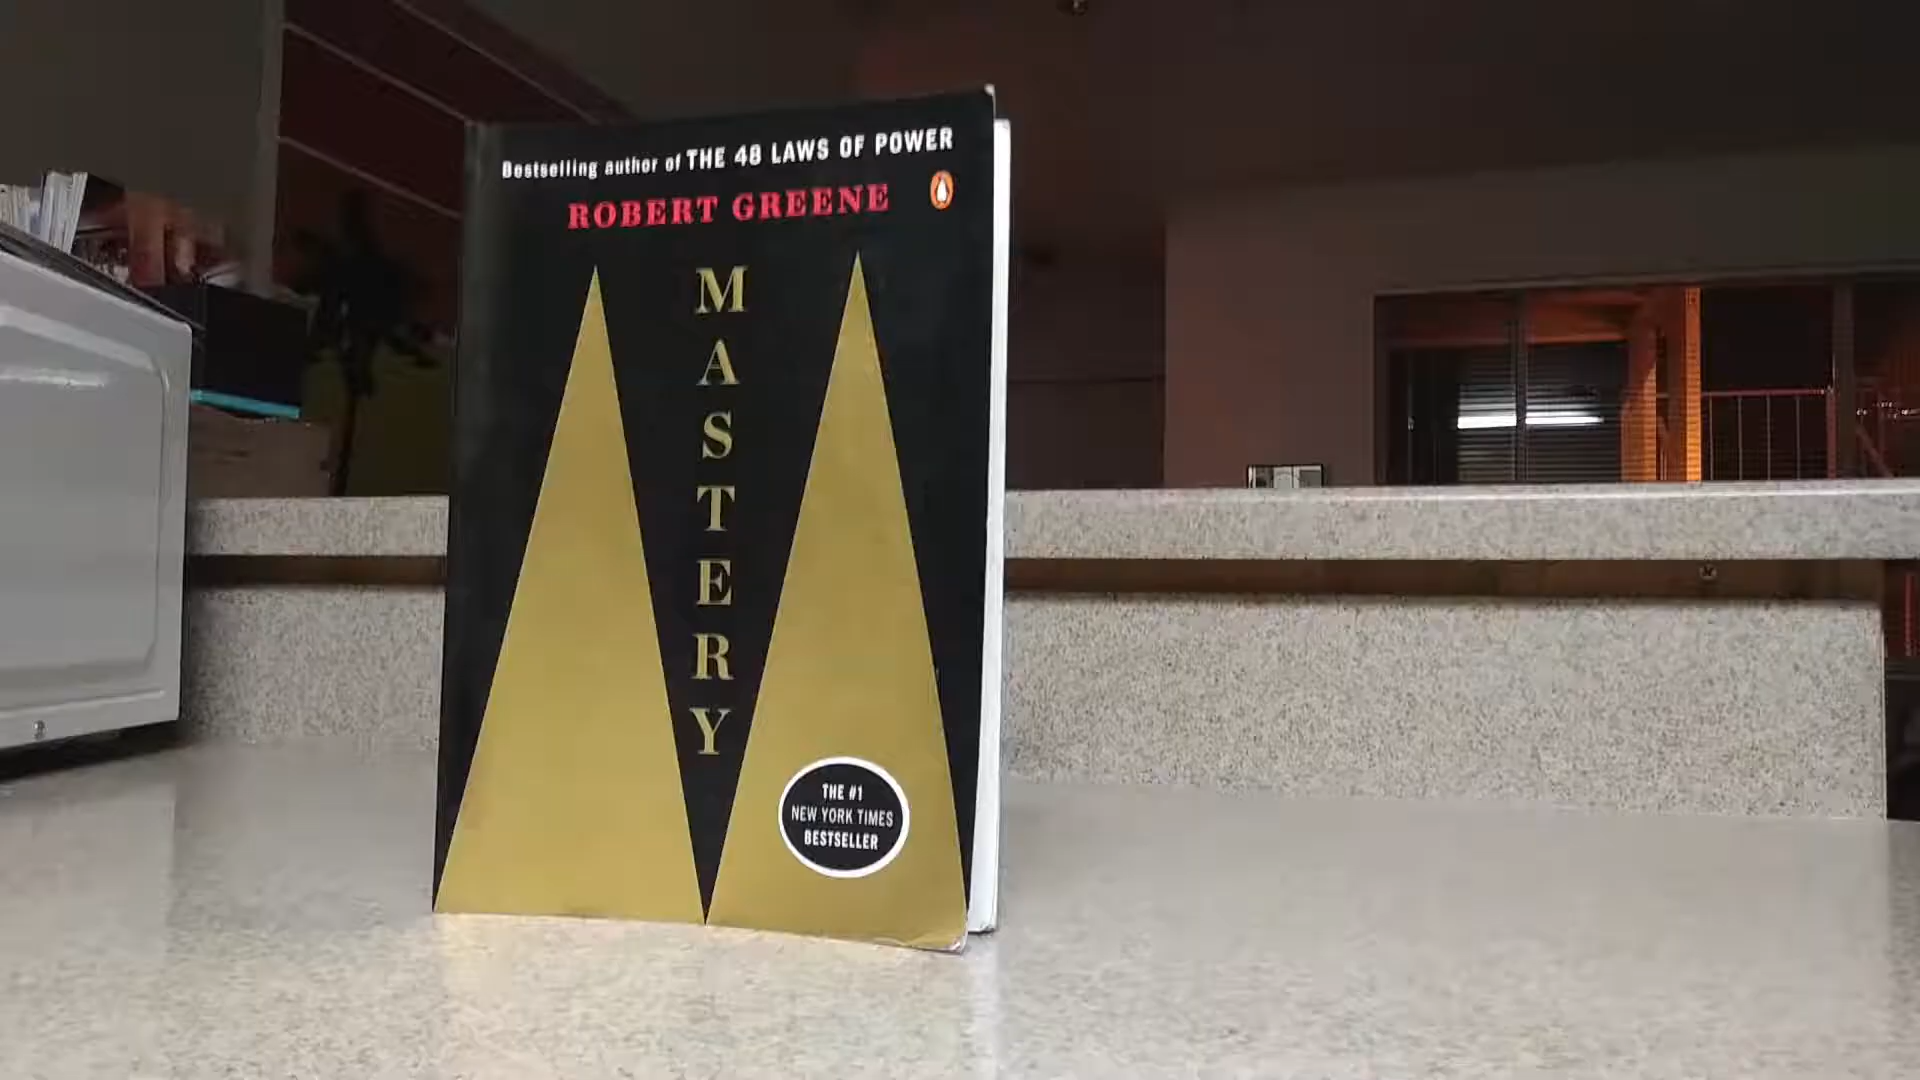 Bestselling author of THE 48 LAWS OF POWER
ROBERT GREENE
MASTERY
THE #1
NEW YORK TIMES
BESTSELLER